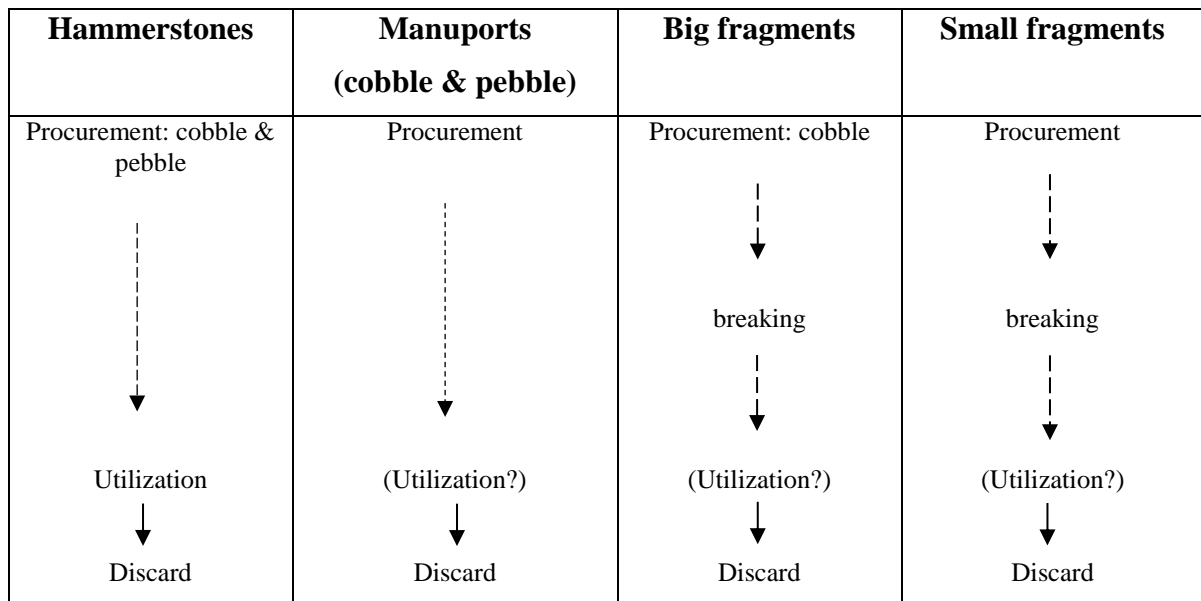 Hammerstones
Manuports
(cobble & pebble)
Big fragments
Small fragments
Procurement: cobble &
pebble
Utilization
Discard
Procurement
(Utilization?)
Discard
Procurement: cobble
breaking
(Utilization?)
Discard
Procurement
breaking
(Utilization?)
Discard